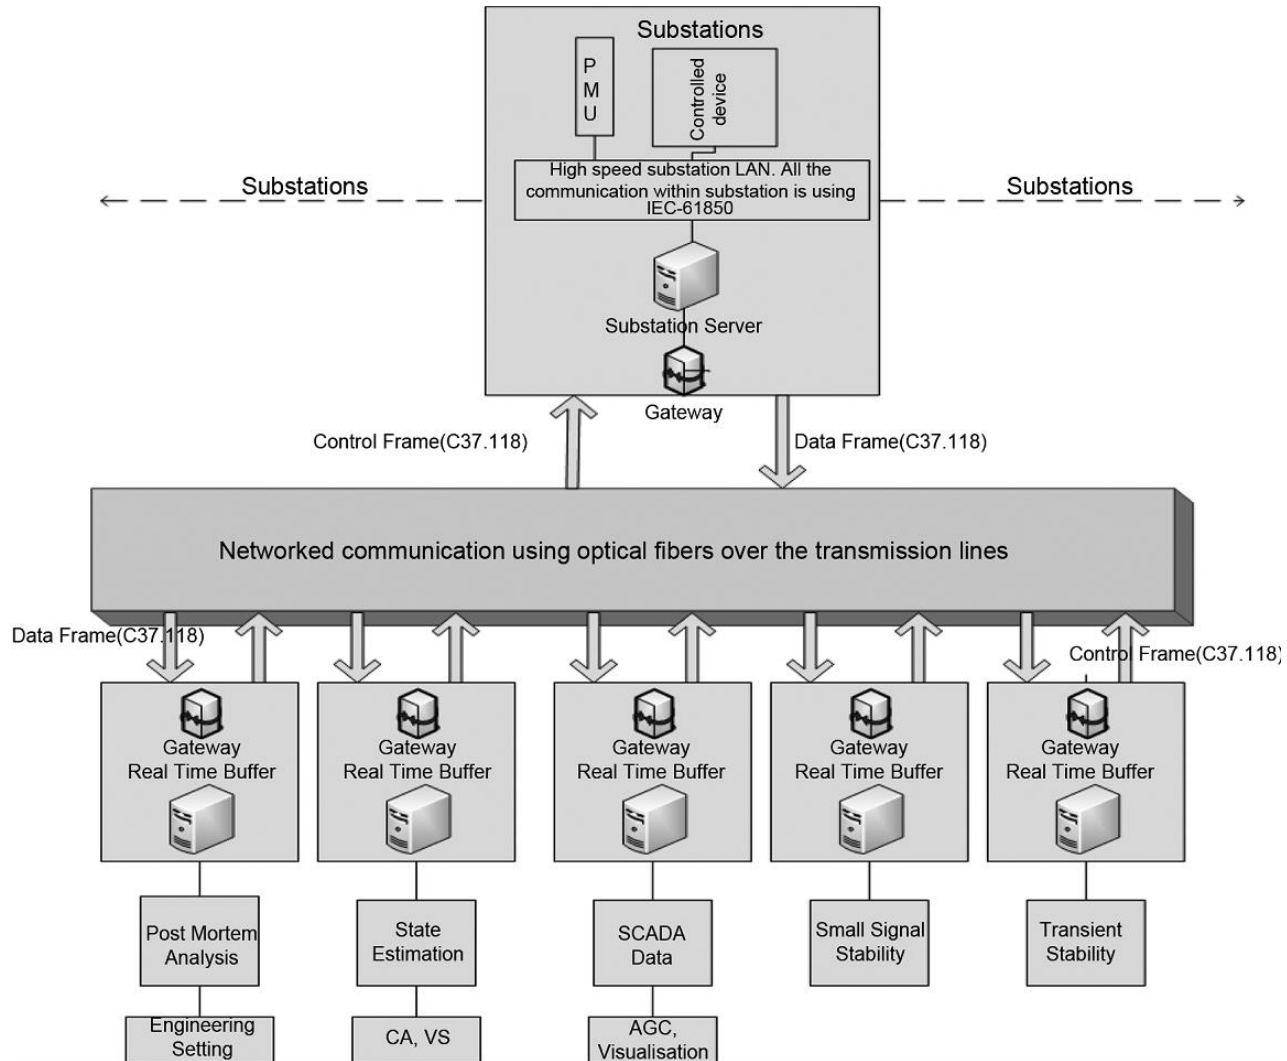 Substations
P
M
U
Controlled
device
High speed substation LAN. All the
communication within substation is using
IEC-61850
Substations
Substations
Substation Server
Gateway
Control Frame(C37.118)
Data Frame(C37.118)
Networked communication using optical fibers over the transmission lines
Data Frame(C37.118)
Control Frame(C37.118)
Gateway
Real Time Buffer
Gateway
Real Time Buffer
Gateway
Real Time Buffer
Gateway
Real Time Buffer
Gateway
Real Time Buffer
Post Mortem
Analysis
State
Estimation
SCADA
Data
Small Signal
Stability
Transient
Stability
Engineering
Setting
CA, VS
AGC,
Visualisation